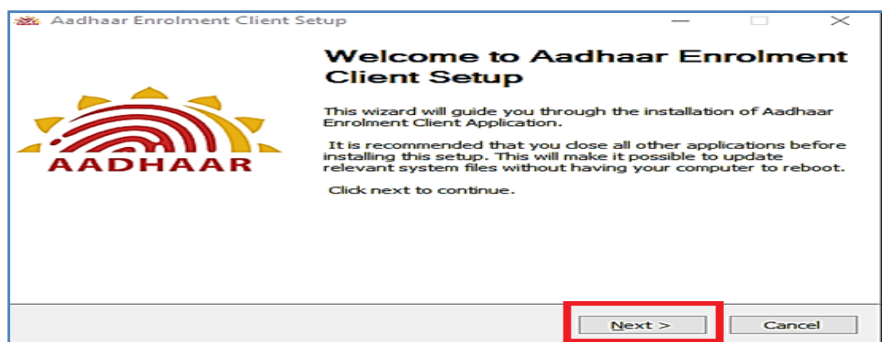 Aadhaar Enrolment Client Setup
Welcome to Aadhaar Enrolment
Client Setup
This wizard will guide you through the installation of Aadhaar
Enrolment Client Application.
It is recommended that you close all other applications before
installing this setup. This will make it possible to update
relevant system files without having your computer to reboot.
Click next to continue.
AADHAAR
Next >
Cancel